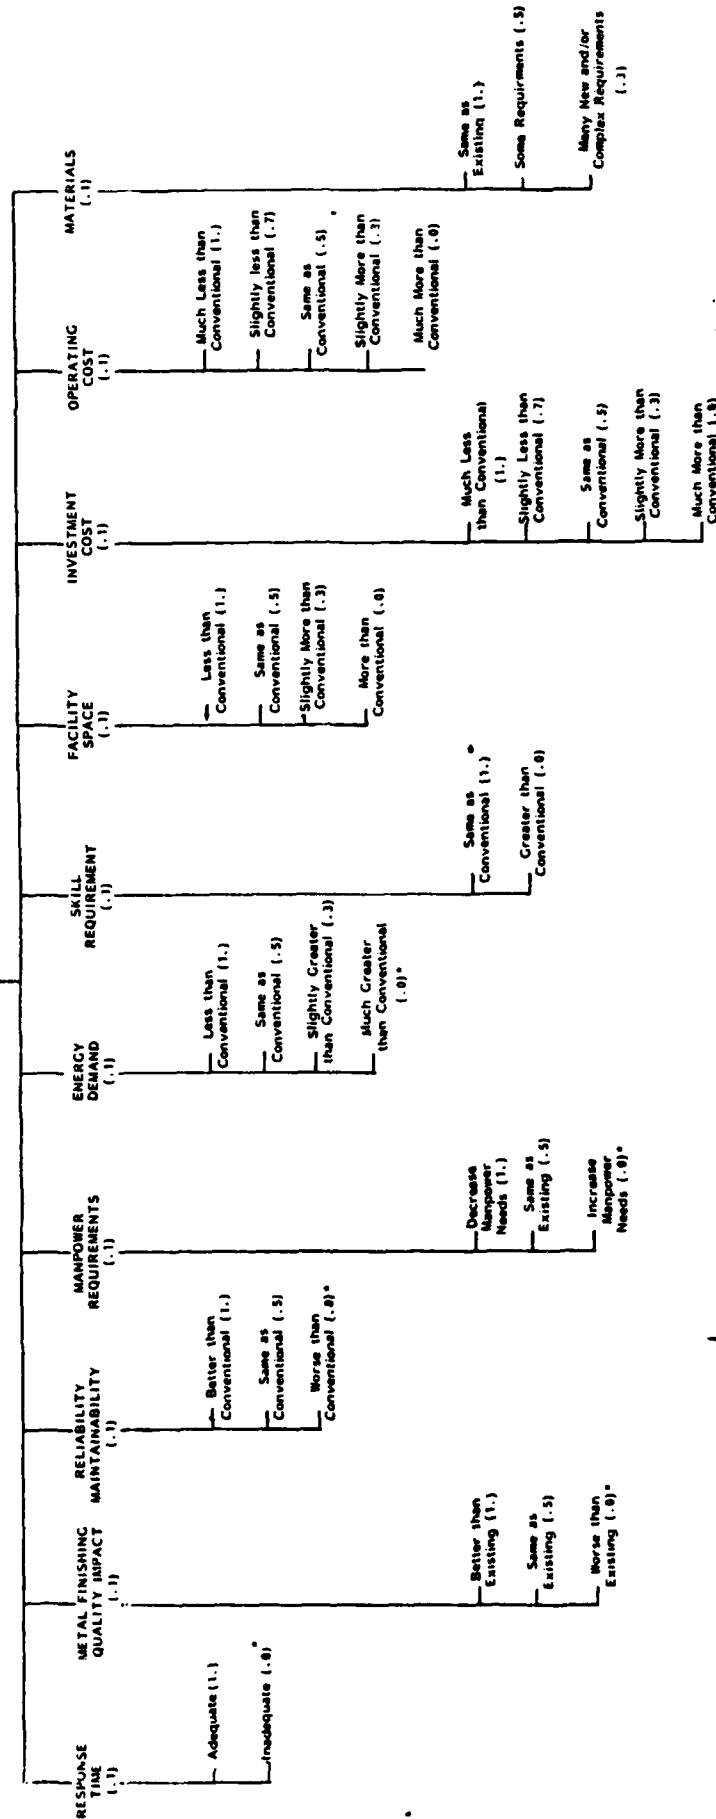 RESPONSE
TIME
(.1)
Adequate (1.)
Inadequate (.0)*
METAL FINISHING
QUALITY IMPACT
(.1)
Better than
Existing (1.)
Same as
Existing (.5)
Worse than
Existing (.0)*
RELIABILITY
MAINTAINABILITY
(.1)
Better than
Conventional (1.)
Same as
Conventional (.5)
Worse than
Conventional (.0)*
MANPOWER
REQUIREMENTS
(.1)
Decrease
Manpower
Needs (1.)
Same as
Existing (.5)
Increase
Manpower
Needs (.0)*
ENERGY
DEMAND
(.1)
Less than
Conventional (1.)
Same as
Conventional (.5)
Slightly Greater
than Conventional (.3)
Much Greater
than Conventional
(.0)*
SKILL
REQUIREMENT
(.1)
Same as
Conventional (1.)*
Greater than
Conventional (.0)
FACILITY
SPACE
(.1)
Less than
Conventional (1.)
Same as
Conventional (.5)
Slightly More than
Conventional (.3)
More than
Conventional (.0)
INVESTMENT
COST
(.1)
Much Less
than Conventional
(1.)
Slightly Less than
Conventional (.7)
Same as
Conventional (.5)
Slightly More than
Conventional (.3)
Much More than
Conventional (.0)
OPERATING
COST
(.1)
Much Less than
Conventional (1.)
Slightly less than
Conventional (.7)
Same as
Conventional (.5)
Slightly More than
Conventional (.3)
Much More than
Conventional (.0)
MATERIALS
(.1)
Same as
Existing (1.)
Some Requirments (.5)
Many New and/or
Complex Requirements
(.3)